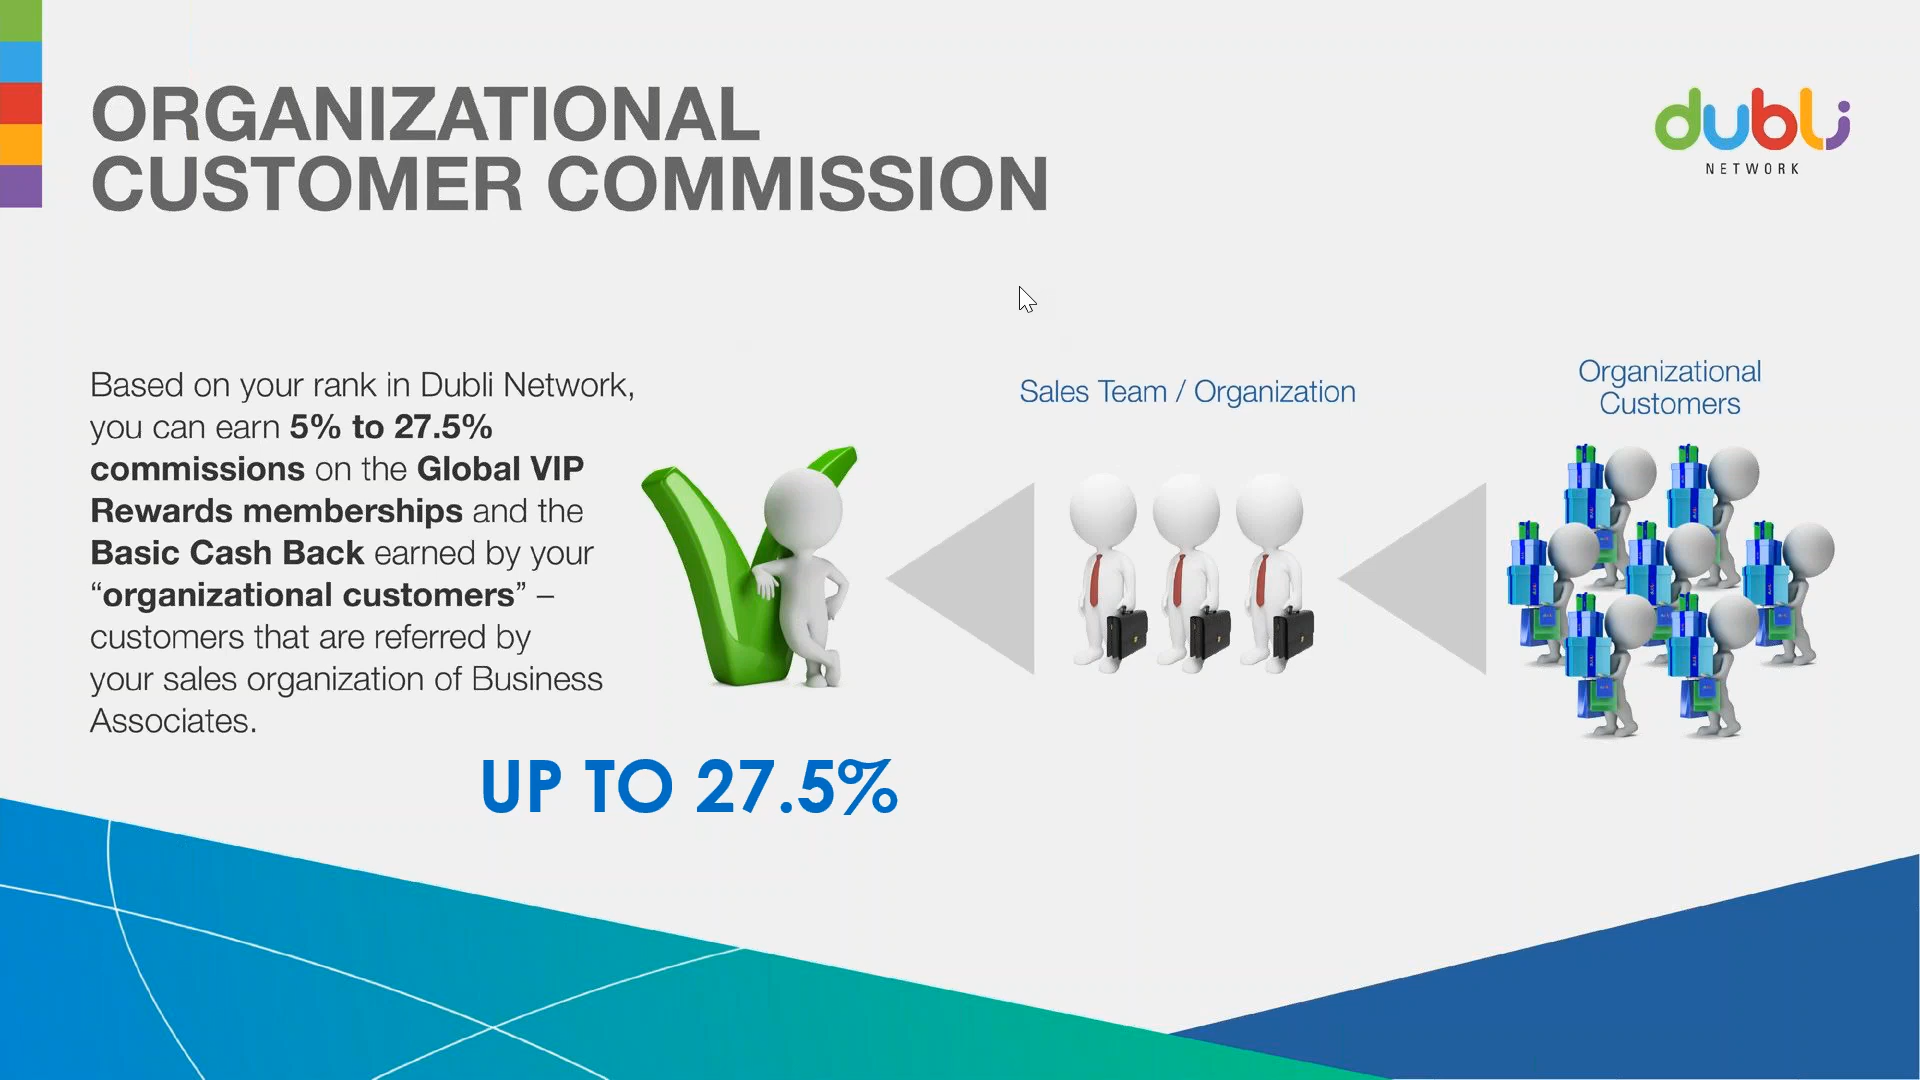 ORGANIZATIONAL
CUSTOMER COMMISSION
dubli
NETWORK
Based on your rank in Dubli Network,
you can earn 5% to 27.5%
commissions on the Global VIP
Rewards memberships and the
Basic Cash Back earned by your
“organizational customers” –
customers that are referred by
your sales organization of Business
Associates.
Sales Team / Organization
Organizational
Customers
UP TO 27.5%